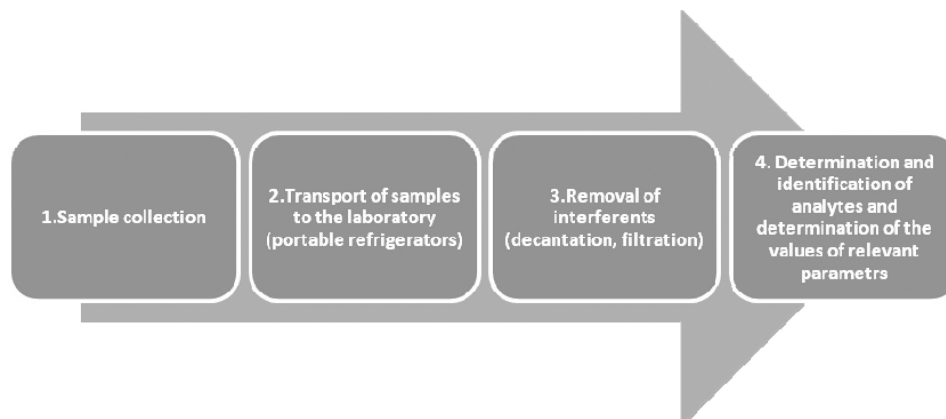 1.Sample collection
2.Transport of samples
to the laboratory
(portable refrigerators)
3.Removal of
interferents
(decantation, filtration)
4. Determination and
identification of
analytes and
determination of the
values of relevant
parametrs